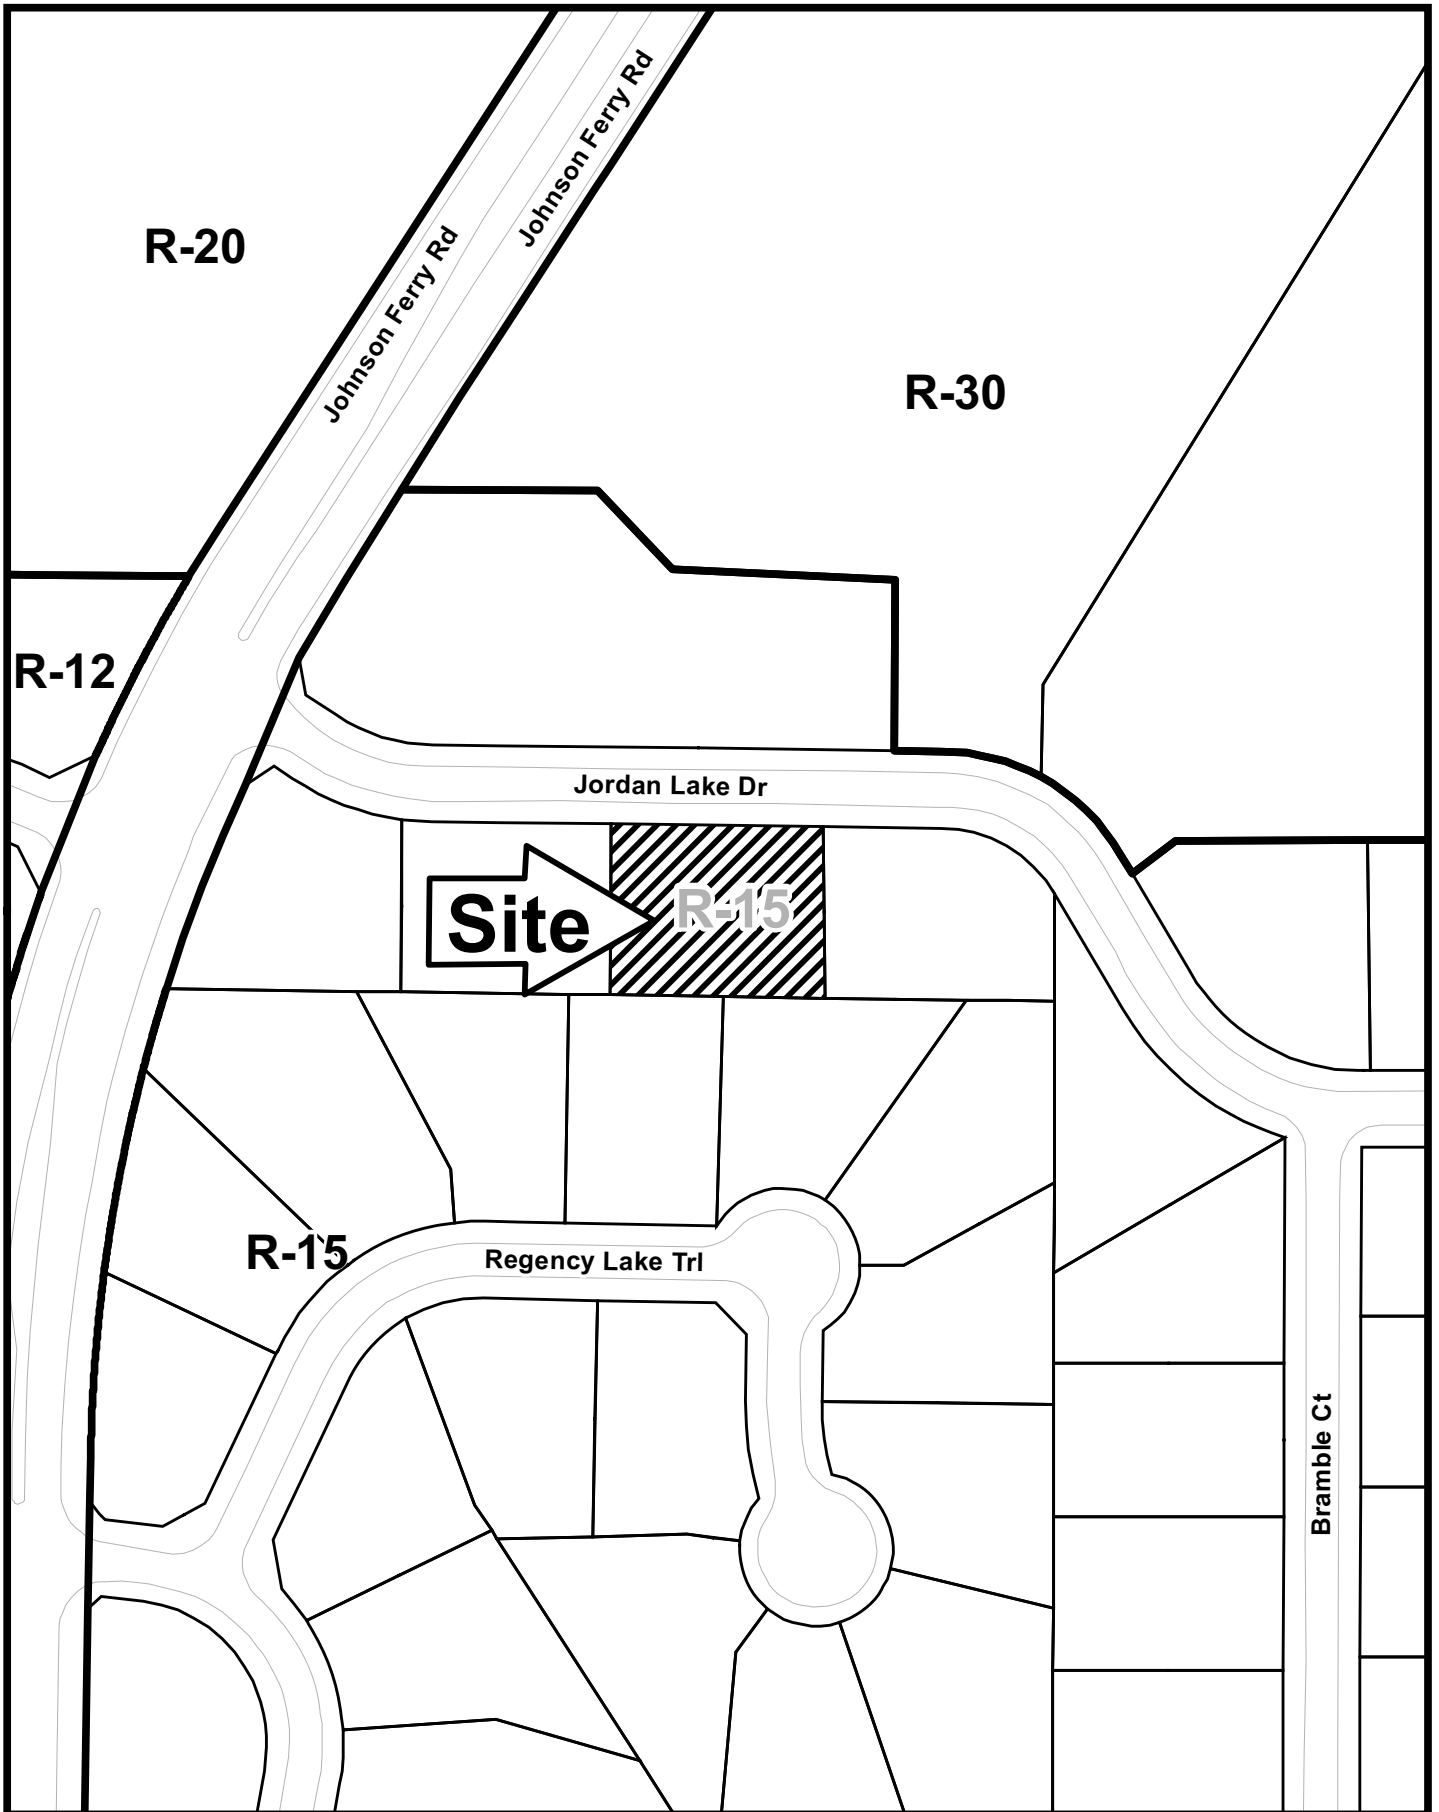 Johnson Ferry Rd
R-20
Johnson Ferry Rd
R-30
R-12
Jordan Lake Dr
Site
R-15
R-15
Regency Lake Trl
Bramble Ct